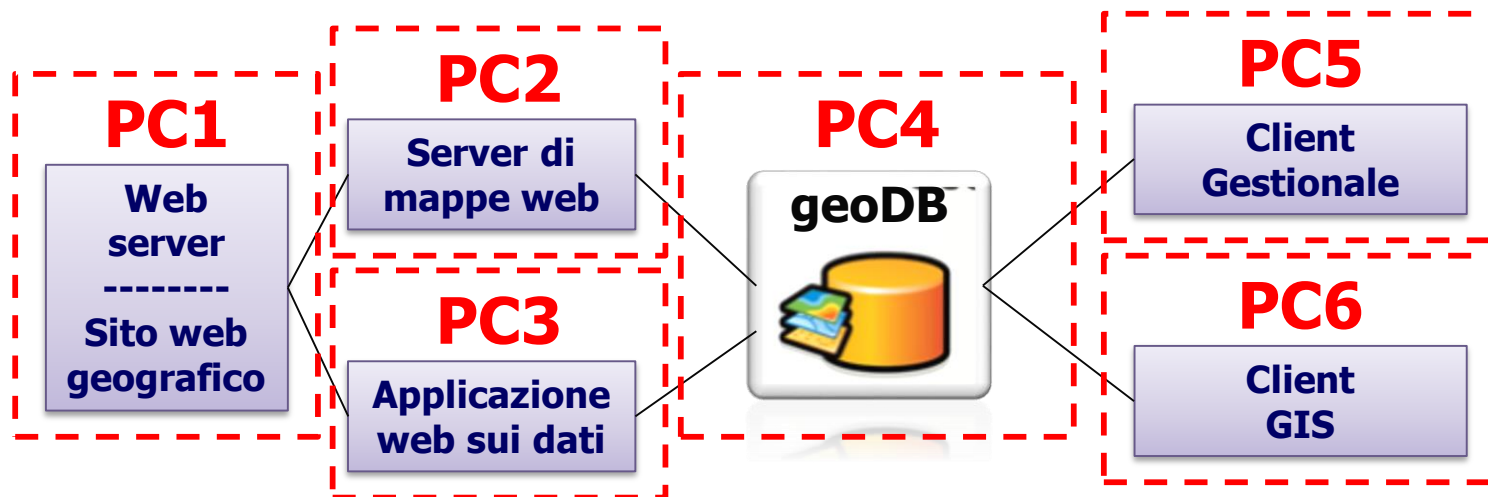 PC1
Web
server
--------
Sito web
geografico
PC2
Server di
mappe web
PC3
Applicazione
web sui dati
PC4
geoDB
PC5
Client
Gestionale
PC6
Client
GIS